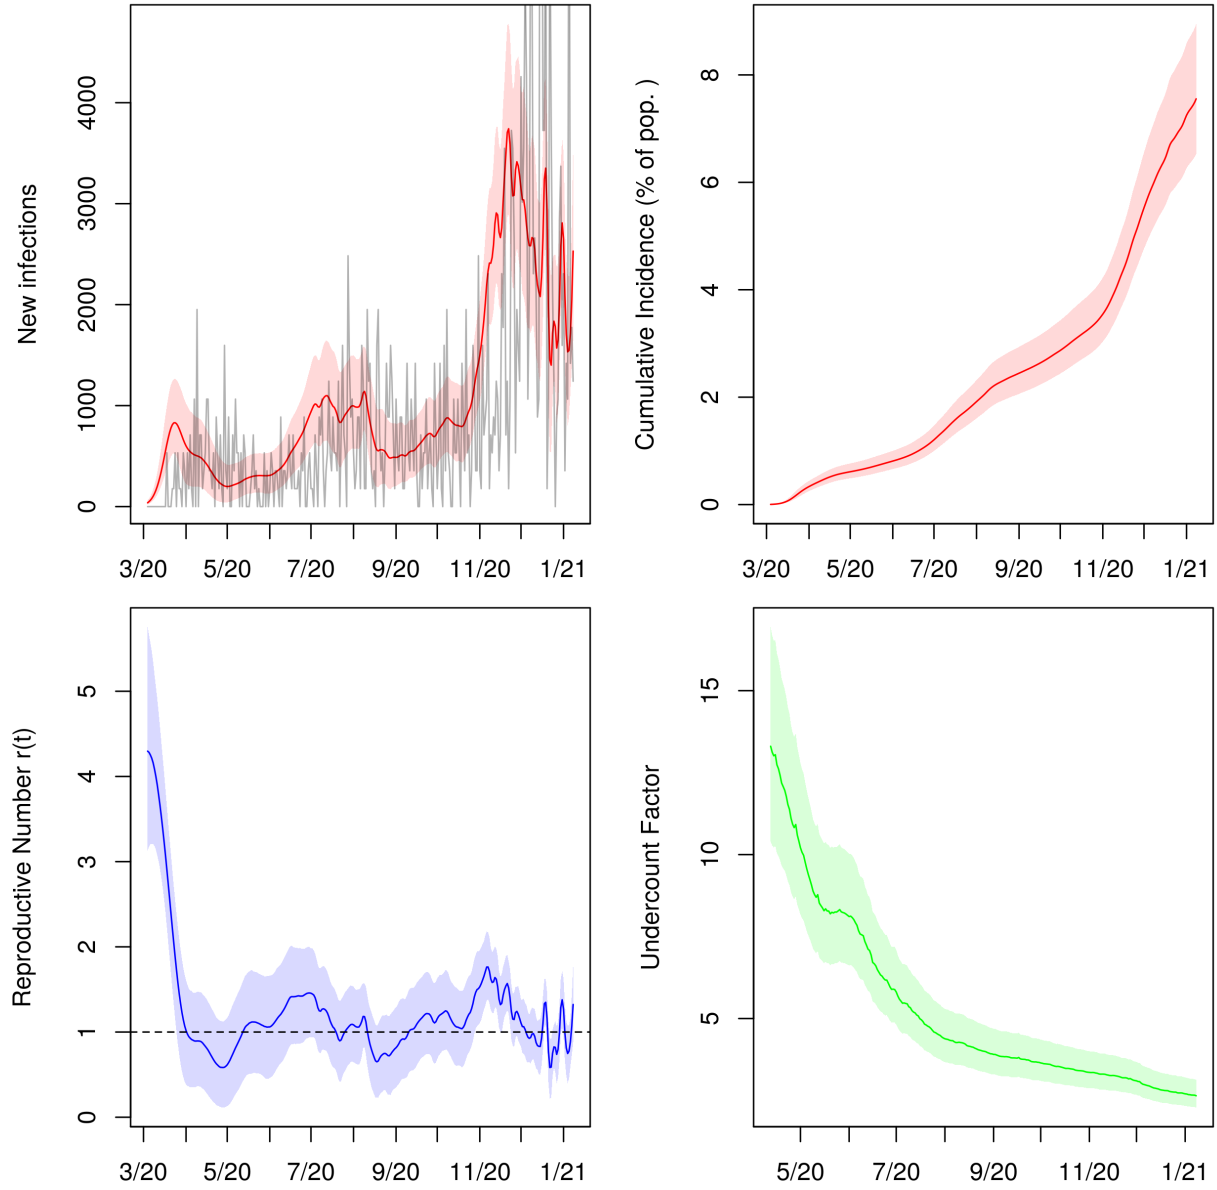 New infections
0
1000
2000
3000
4000
3/20 5/20 7/20 9/20 11/20 1/21
Cumulative Incidence (% of pop. )
0
2
4
6
8
3/20 5/20 7/20 9/20 11/20 1/21
Reproductive Number r(t)
0
1
2
3
4
5
3/20 5/20 7/20 9/20 11/20 1/21
Undercount Factor
5
10
15
5/20 7/20 9/20 11/20 1/21